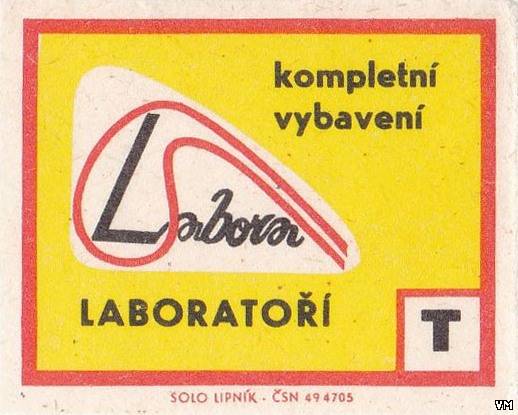 kompletní
vybavení
Labora
LABORATOŘÍ
T
SOLO LIPNÍK - ČSN 49 4705
VM